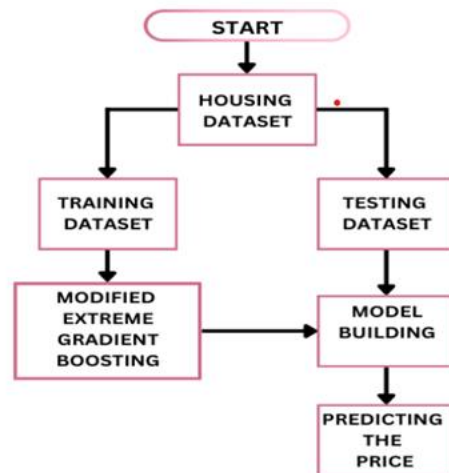 START
HOUSING
DATASET
TRAINING
DATASET
TESTING
DATASET
MODIFIED
EXTREME
GRADIENT
BOOSTING
MODEL
BUILDING
PREDICTING
THE
PRICE